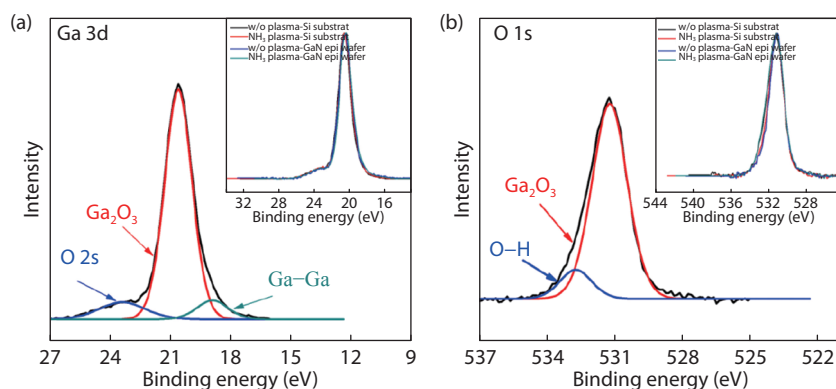 (a)
Ga 3d
w/o plasma-Si substrat
NH₃ plasma-Si substrat
w/o plasma-GaN epi wafer
NH₃ plasma-GaN epi wafer
32 28 24 20 16
Binding energy (eV)
Ga₂O₃
O 2s
Ga–Ga
Intensity
27 24 21 18 15 12 9
Binding energy (eV)
(b)
O 1s
w/o plasma-Si substrat
NH₃ plasma-Si substrat
w/o plasma-GaN epi wafer
NH₃ plasma-GaN epi wafer
544 540 536 532 528
Binding energy (eV)
Ga₂O₃
O–H
Intensity
537 534 531 528 525 522
Binding energy (eV)